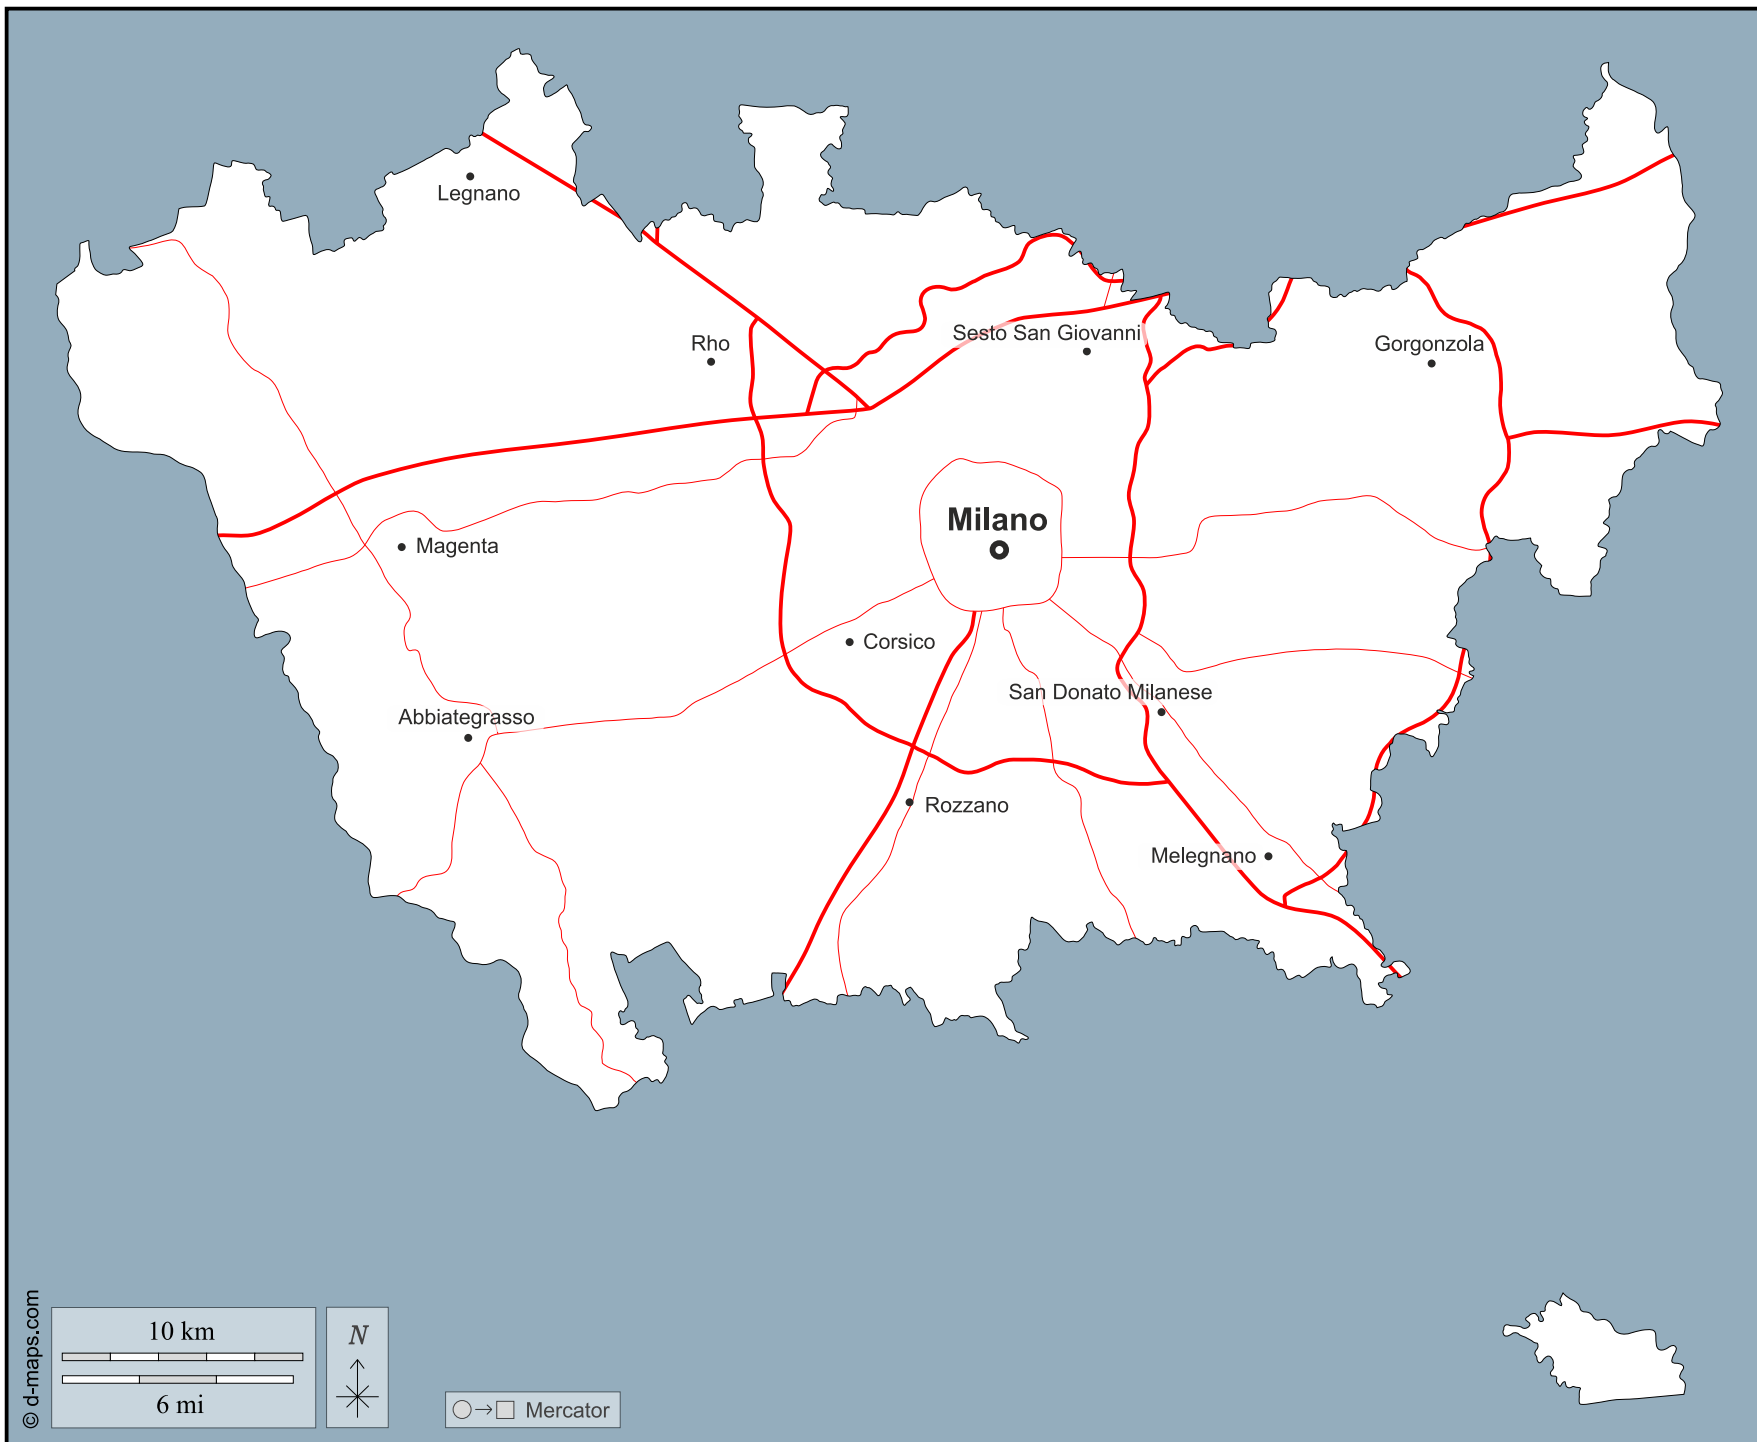 Legnano
Rho
Sesto San Giovanni
Gorgonzola
Milano
Magenta
Corsico
San Donato Milanese
Abbiategrasso
Rozzano
Melegnano
© d-maps.com
10 km
6 mi
N
Mercator